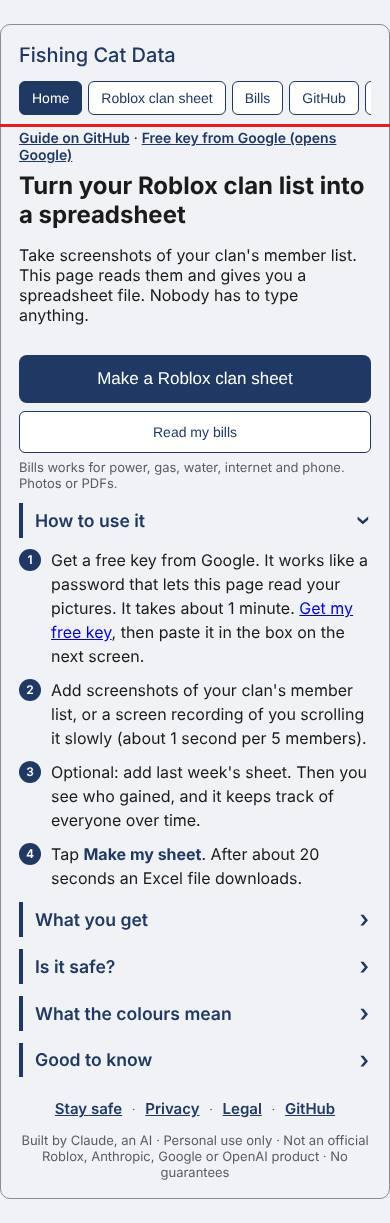 Fishing Cat Data
Home
Roblox clan sheet
Bills
GitHub
Guide on GitHub · Free key from Google (opens
Google)
Turn your Roblox clan list into
a spreadsheet
Take screenshots of your clan's member list.
This page reads them and gives you a
spreadsheet file. Nobody has to type
anything.
Make a Roblox clan sheet
Read my bills
Bills works for power, gas, water, internet and phone.
Photos or PDFs.
How to use it
1 Get a free key from Google. It works like a
password that lets this page read your
pictures. It takes about 1 minute. Get my
free key, then paste it in the box on the
next screen.
2 Add screenshots of your clan's member
list, or a screen recording of you scrolling
it slowly (about 1 second per 5 members).
3 Optional: add last week's sheet. Then you
see who gained, and it keeps track of
everyone over time.
4 Tap Make my sheet. After about 20
seconds an Excel file downloads.
What you get
Is it safe?
What the colours mean
Good to know
Stay safe · Privacy · Legal · GitHub
Built by Claude, an AI · Personal use only · Not an official
Roblox, Anthropic, Google or OpenAI product · No
guarantees